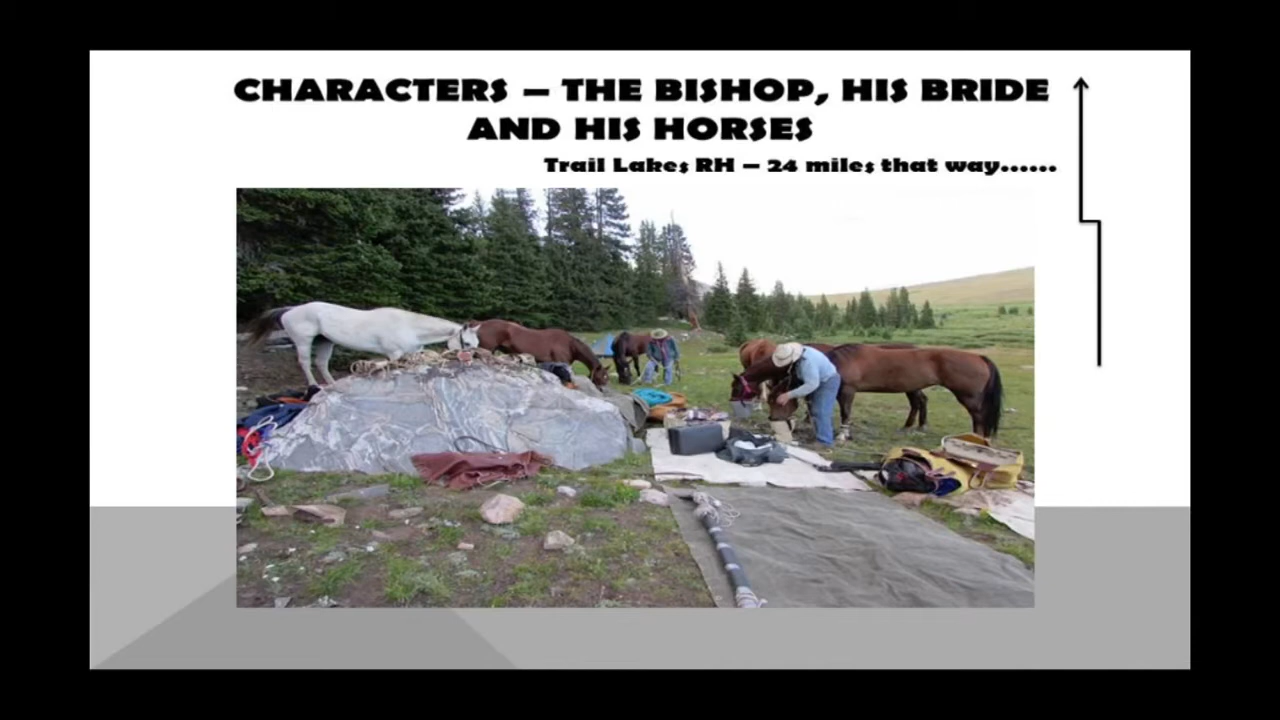 CHARACTERS – THE BISHOP, HIS BRIDE
AND HIS HORSES
Trail Lakes RH – 24 miles that way......